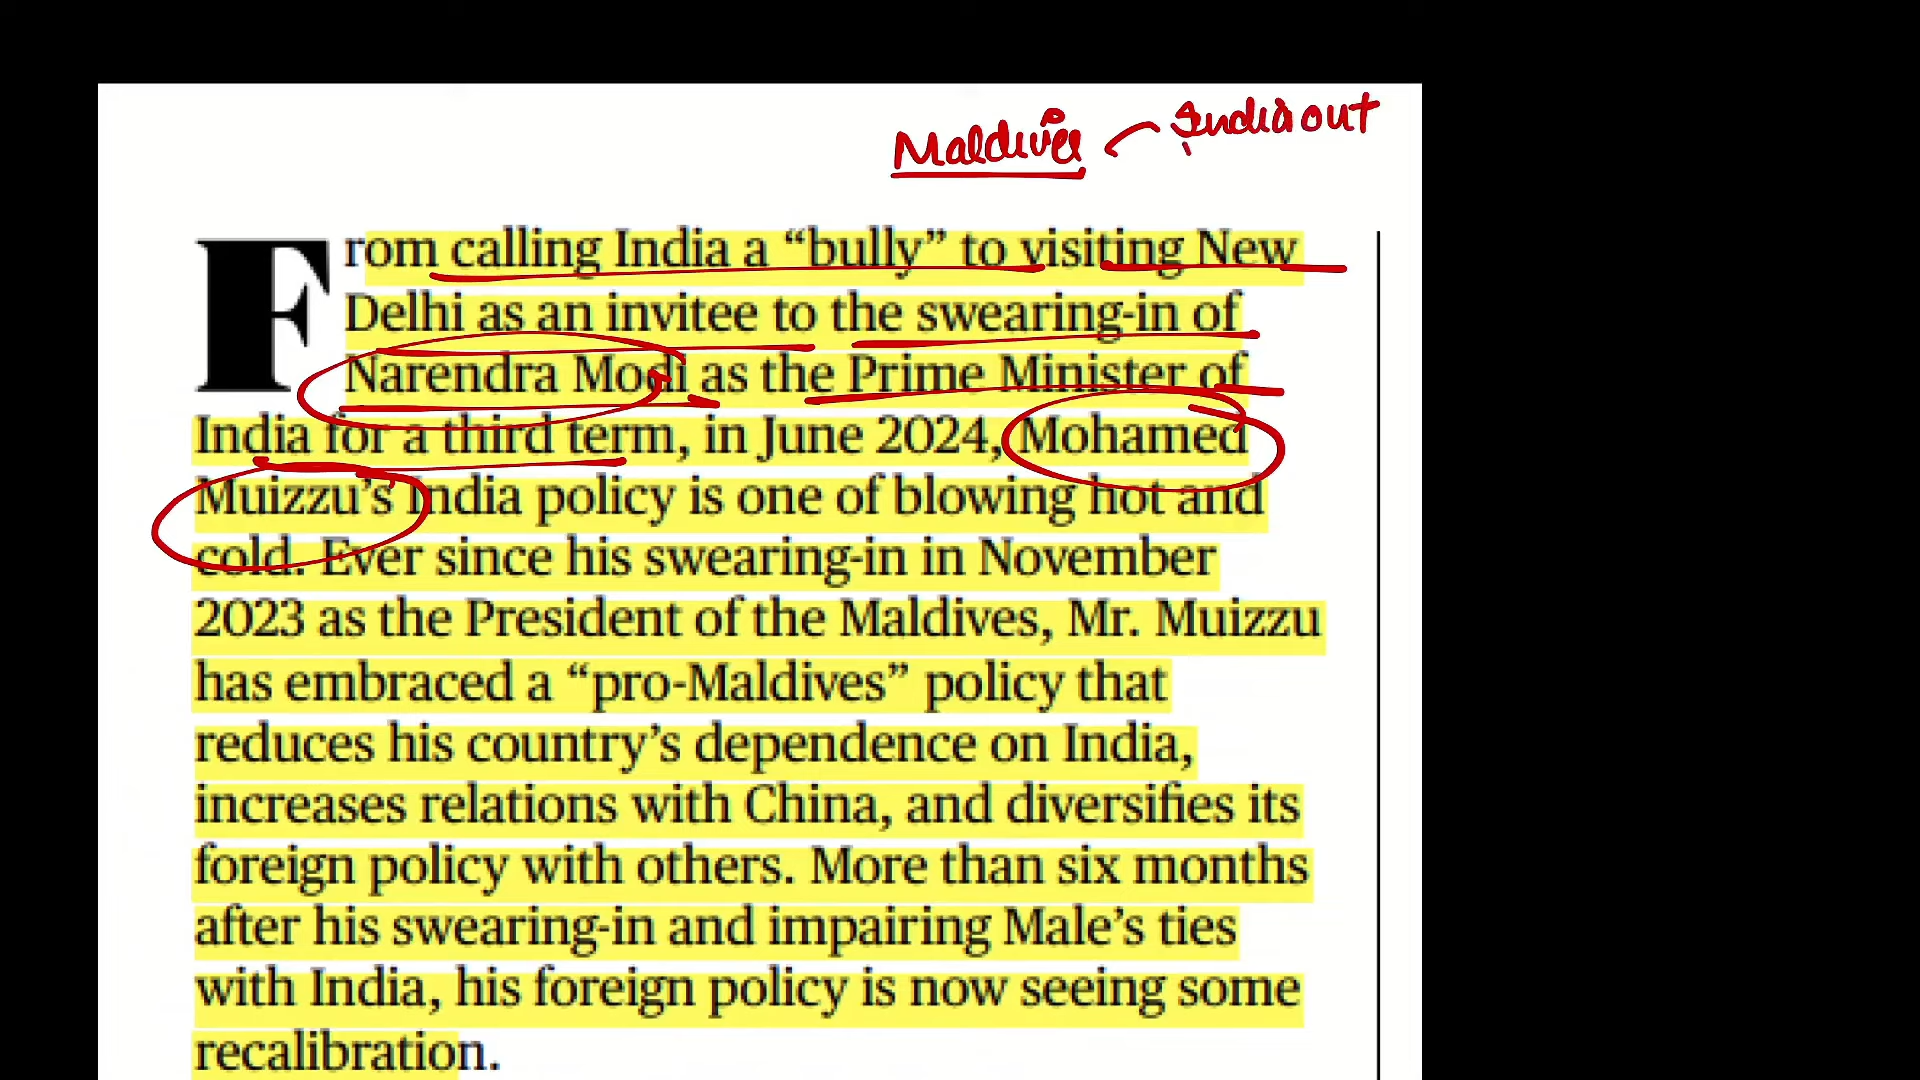 Maldives India out
From calling India a “bully” to visiting New
Delhi as an invitee to the swearing-in of
Narendra Modi as the Prime Minister of
India for a third term, in June 2024, Mohamed
Muizzu’s India policy is one of blowing hot and
cold. Ever since his swearing-in in November
2023 as the President of the Maldives, Mr. Muizzu
has embraced a “pro-Maldives” policy that
reduces his country’s dependence on India,
increases relations with China, and diversifies its
foreign policy with others. More than six months
after his swearing-in and impairing Male’s ties
with India, his foreign policy is now seeing some
recalibration.